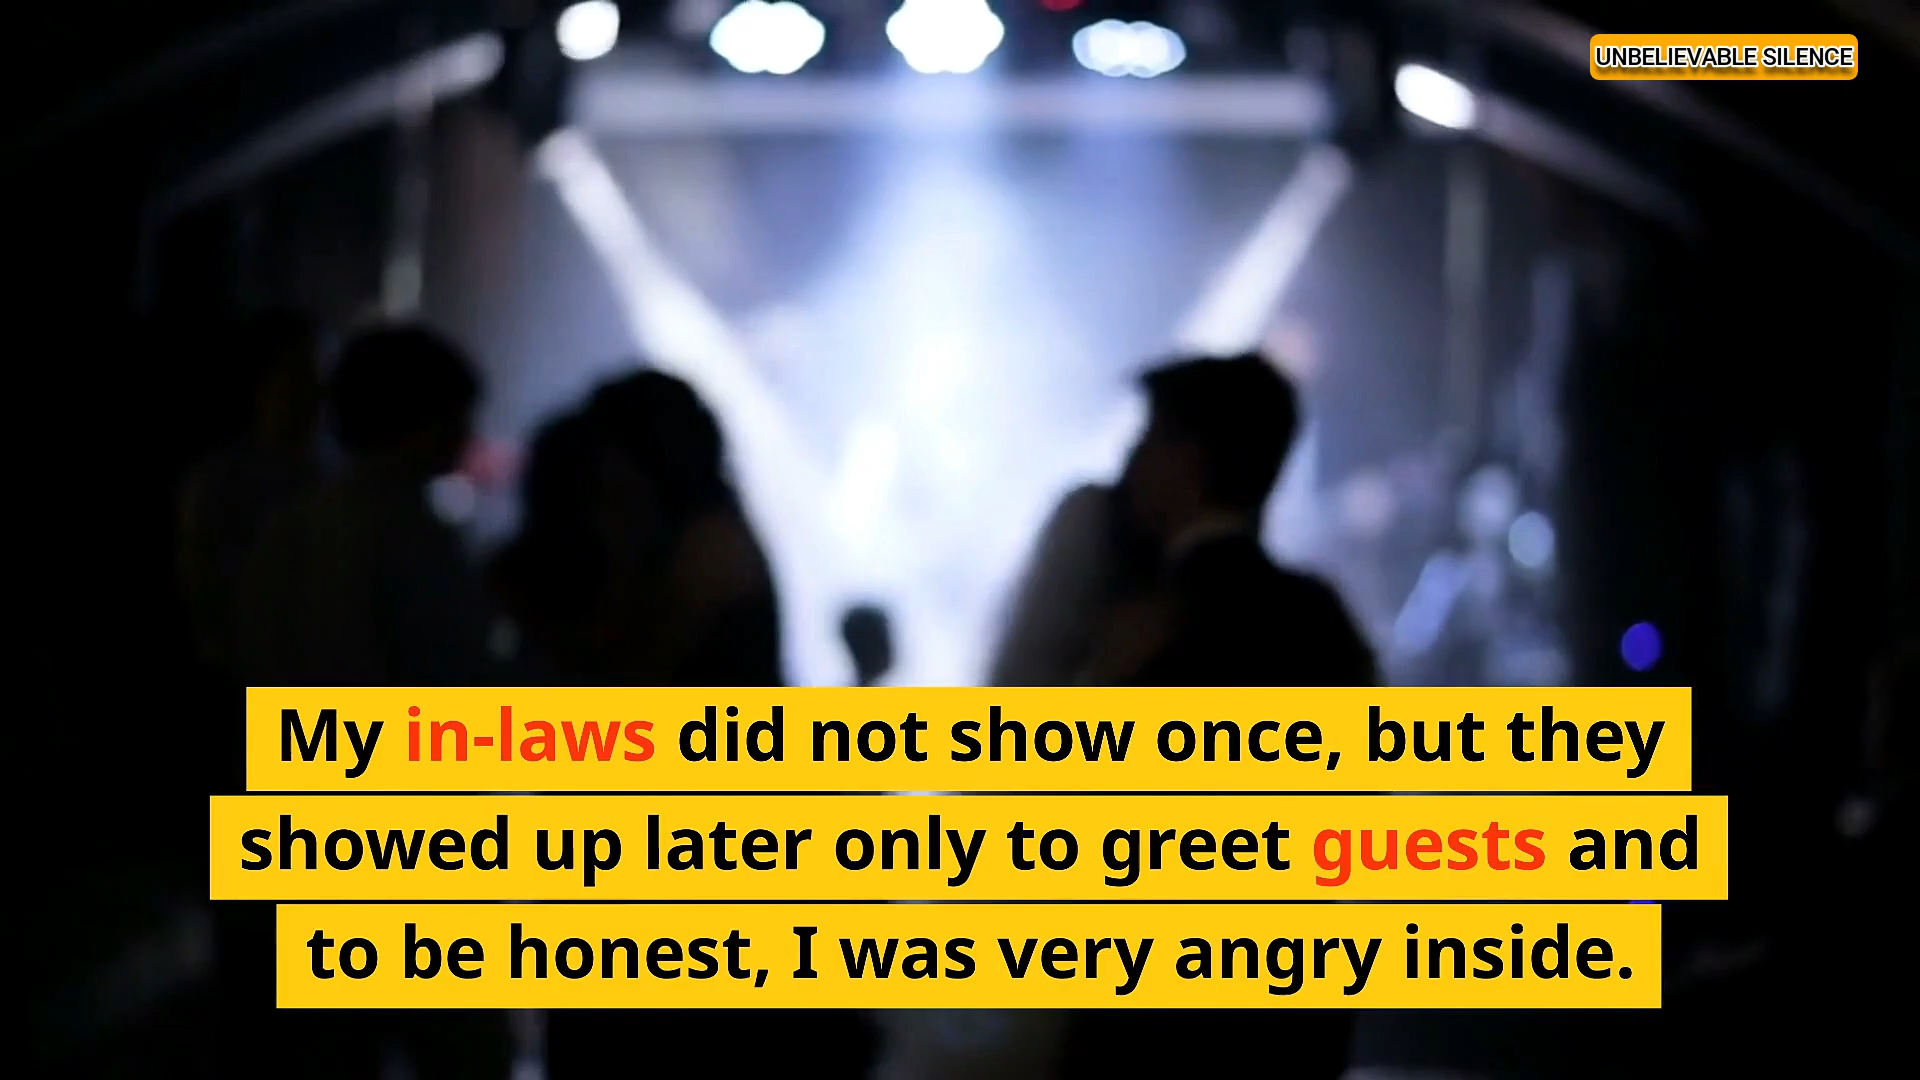 UNBELIEVABLE SILENCE
My in-laws did not show once, but they
showed up later only to greet guests and
to be honest, I was very angry inside.